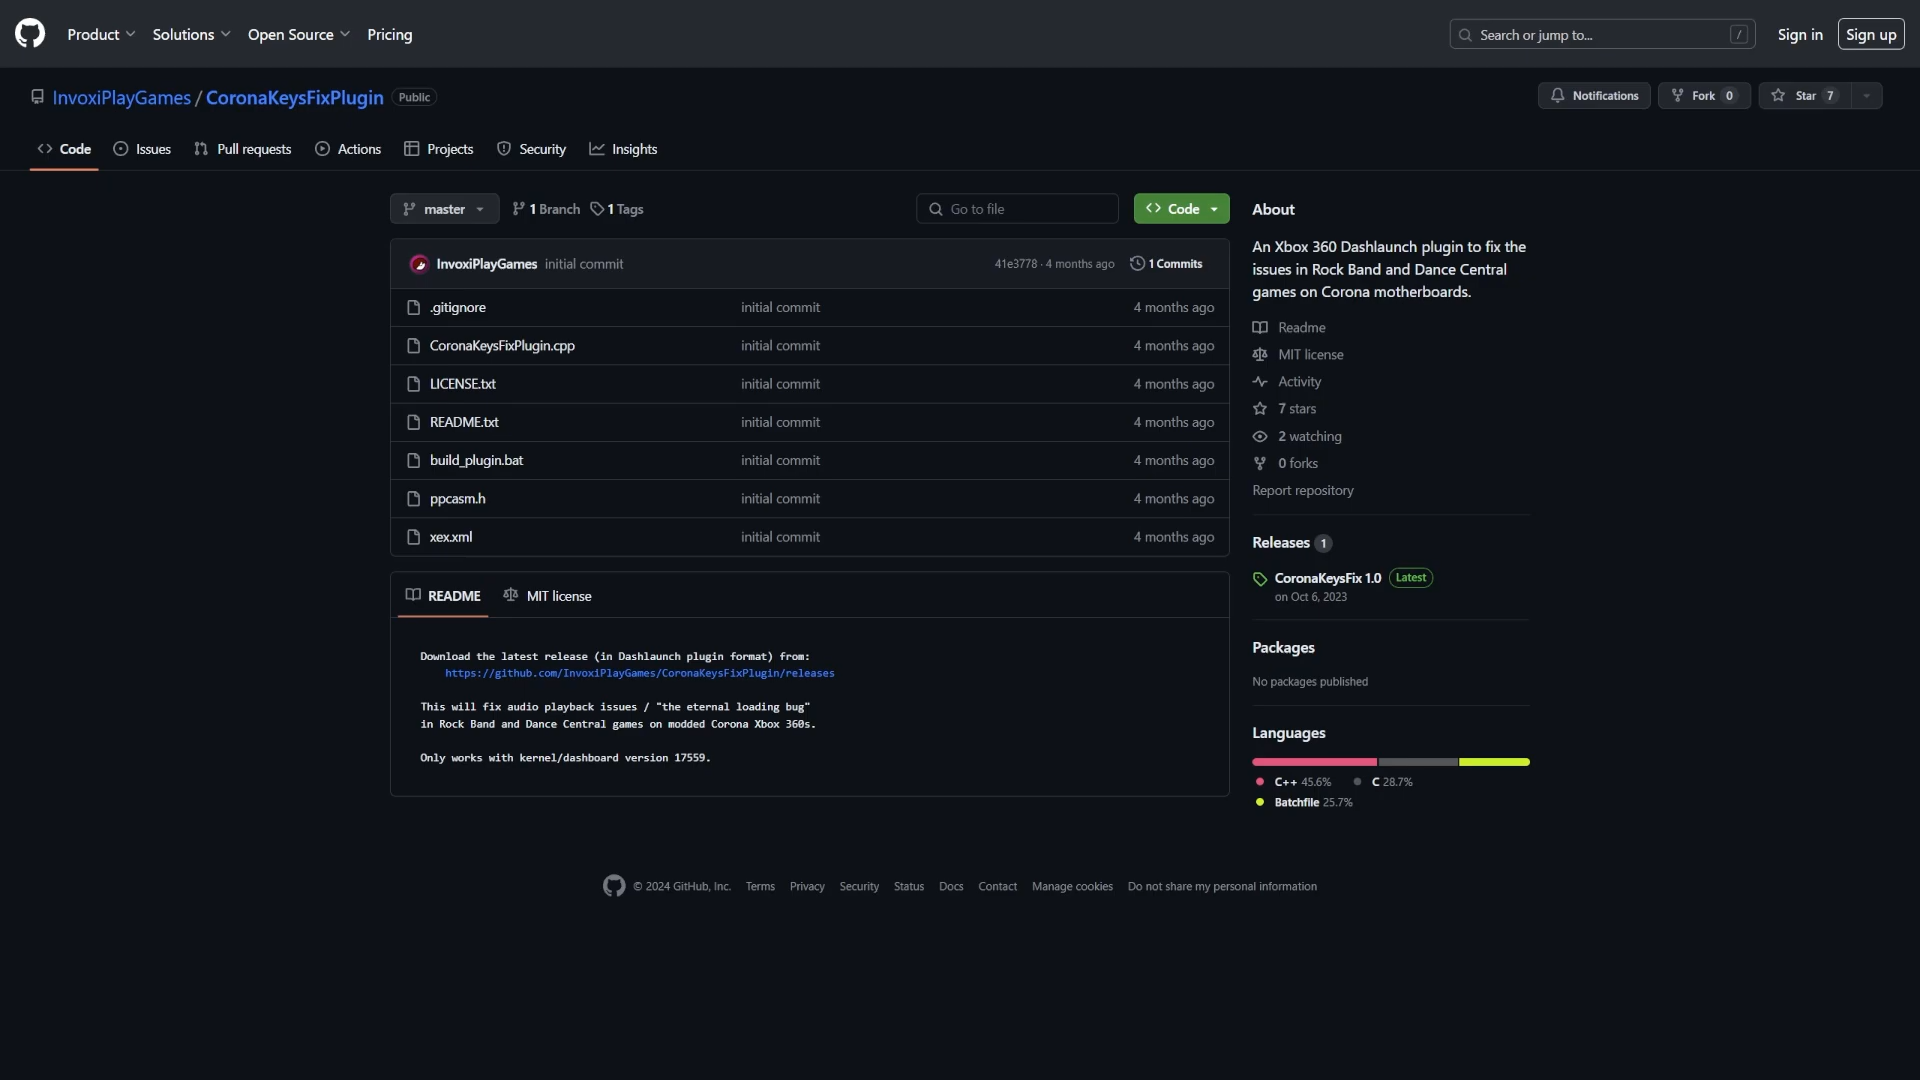 Product Solutions Open Source Pricing Search or jump to... / Sign in Sign up
InvoxiPlayGames / CoronaKeysFixPlugin Public Notifications Fork 0 Star 7
Code Issues Pull requests Actions Projects Security Insights
master 1 Branch 1 Tags Go to file Code
InvoxiPlayGames initial commit 41e3778 · 4 months ago 1 Commits
.gitignore initial commit 4 months ago
CoronaKeysFixPlugin.cpp initial commit 4 months ago
LICENSE.txt initial commit 4 months ago
README.txt initial commit 4 months ago
build_plugin.bat initial commit 4 months ago
ppcasm.h initial commit 4 months ago
xex.xml initial commit 4 months ago
README MIT license
Download the latest release (in Dashlaunch plugin format) from:
https://github.com/InvoxiPlayGames/CoronaKeysFixPlugin/releases
This will fix audio playback issues / "the eternal loading bug"
in Rock Band and Dance Central games on modded Corona Xbox 360s.
Only works with kernel/dashboard version 17559.
About
An Xbox 360 Dashlaunch plugin to fix the
issues in Rock Band and Dance Central
games on Corona motherboards.
Readme
MIT license
Activity
7 stars
2 watching
0 forks
Report repository
Releases 1
CoronaKeysFix 1.0 Latest
on Oct 6, 2023
Packages
No packages published
Languages
C++ 45.6% C 28.7%
Batchfile 25.7%
© 2024 GitHub, Inc. Terms Privacy Security Status Docs Contact Manage cookies Do not share my personal information